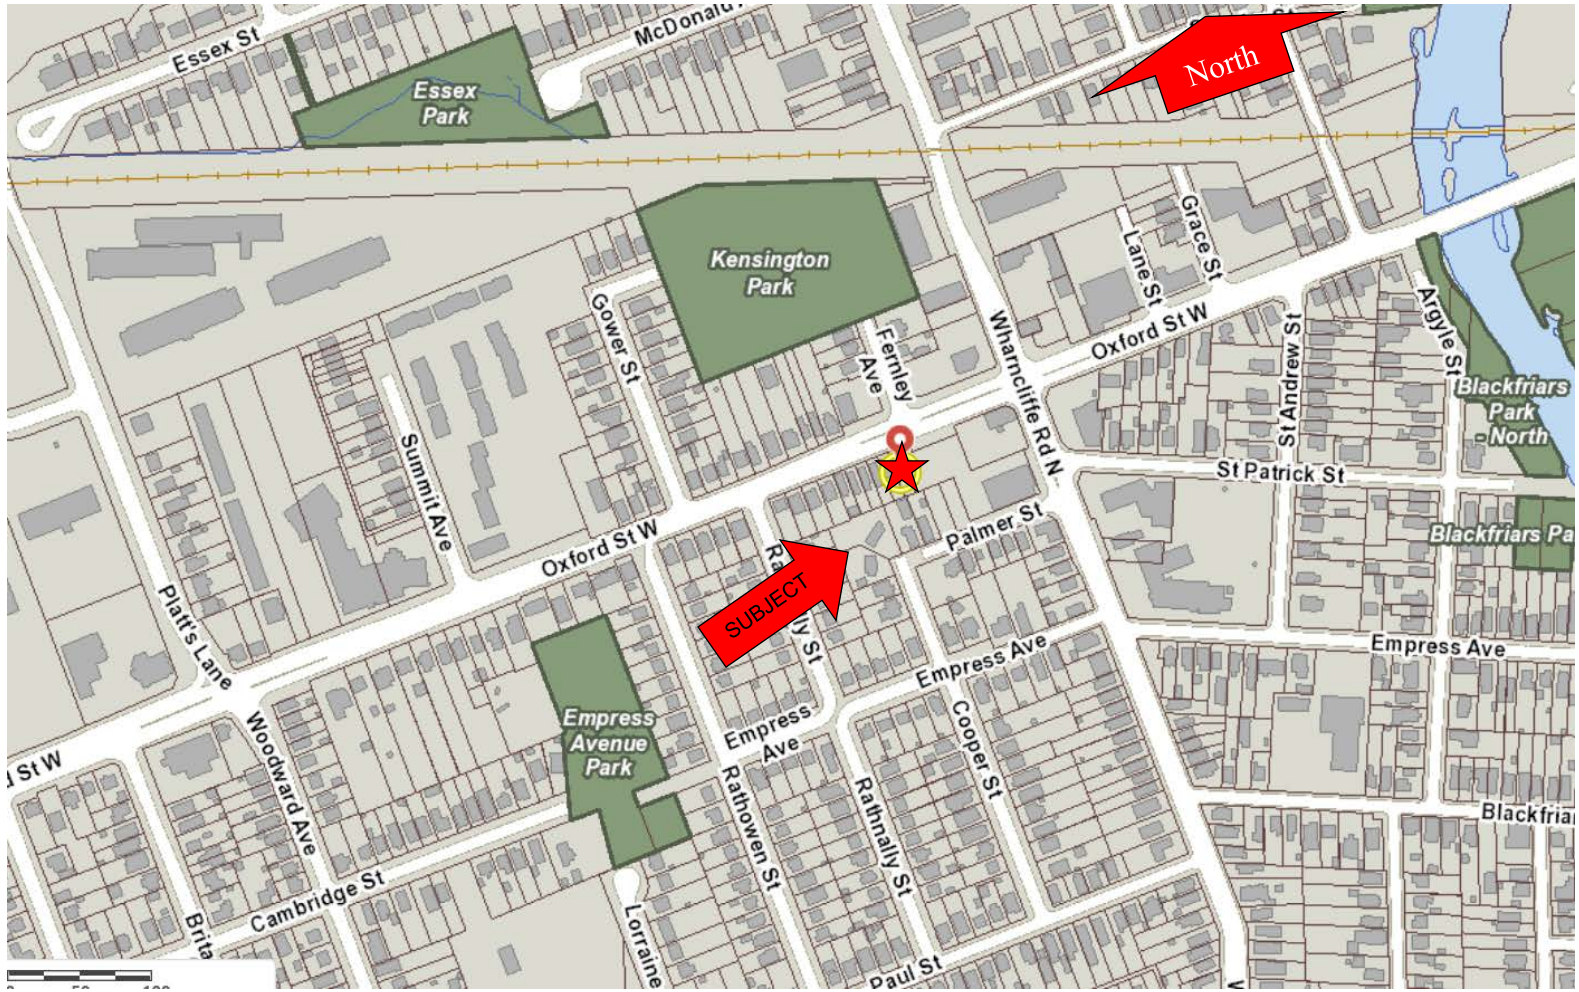 Essex St
McDonald
North
Essex
Park
Kensington
Park
Grace St
Lane St
Gower St
Fernley
Ave
Wharncliffe Rd N
Oxford St W
Argyle St
St Andrew St
Blackfriars
Park
- North
Summit Ave
St Patrick St
Palmer St
Blackfriars Pa
Oxford St W
SUBJECT
Platt's Lane
Empress Ave
Empress Ave
Empress
Avenue
Park
Empress
Ave
Woodward Ave
Cooper St
St W
Rathowen St
Rathnally St
Blackfriar
Cambridge St
Brita
Lorraine
Paul St
50
100